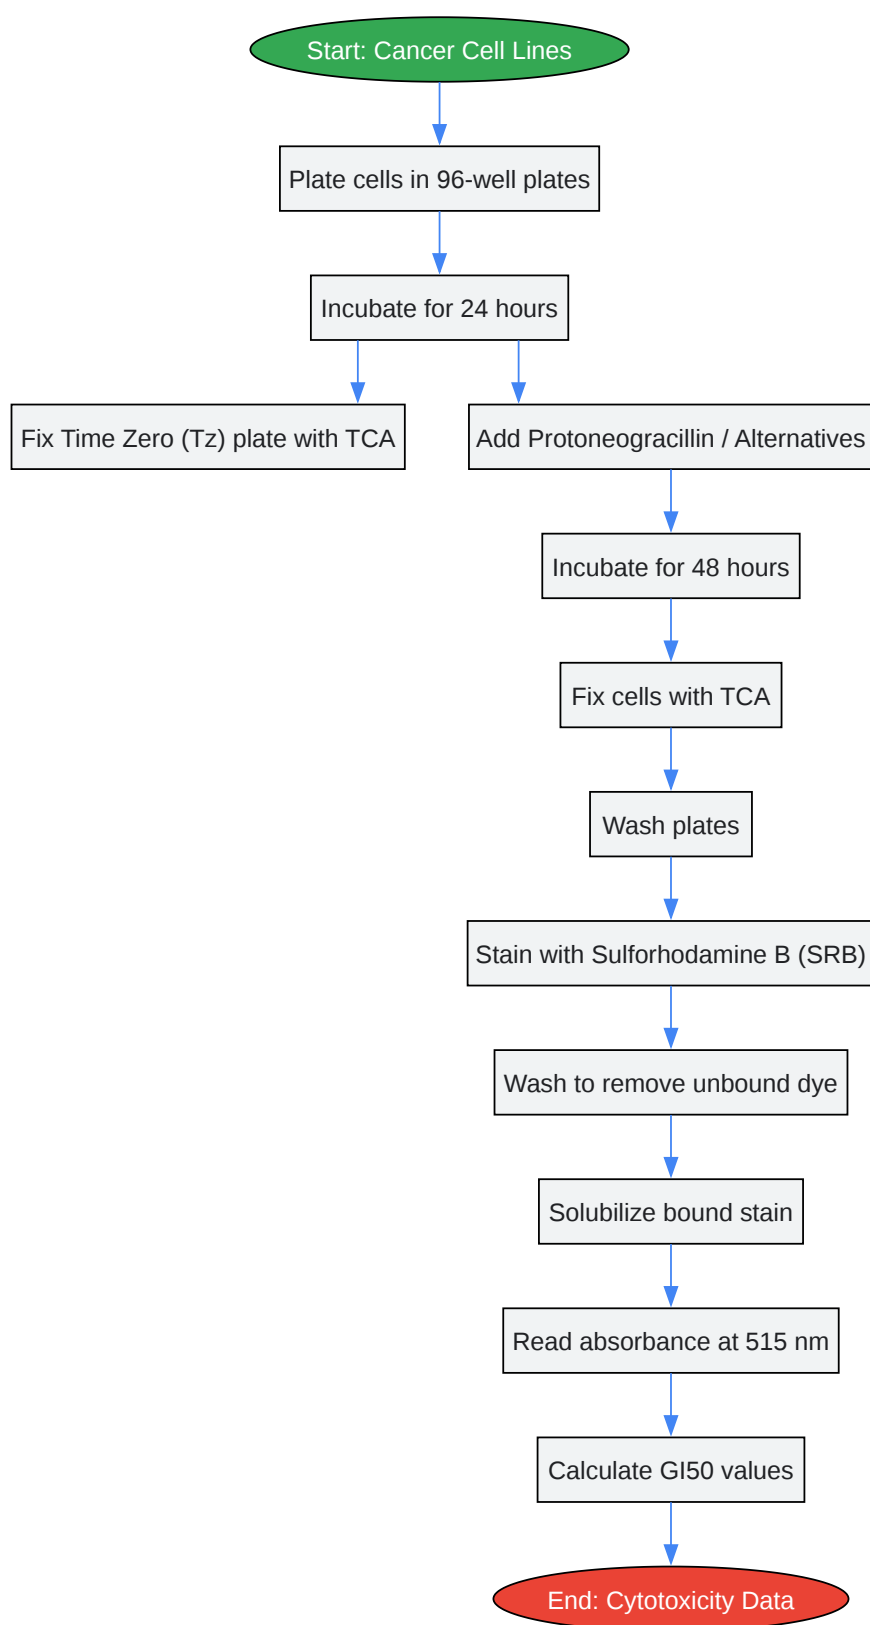 Start: Cancer Cell Lines
Plate cells in 96-well plates
Incubate for 24 hours
Fix Time Zero (Tz) plate with TCA
Add Protoneogracillin / Alternatives
Incubate for 48 hours
Fix cells with TCA
Wash plates
Stain with Sulforhodamine B (SRB)
Wash to remove unbound dye
Solubilize bound stain
Read absorbance at 515 nm
Calculate GI50 values
End: Cytotoxicity Data